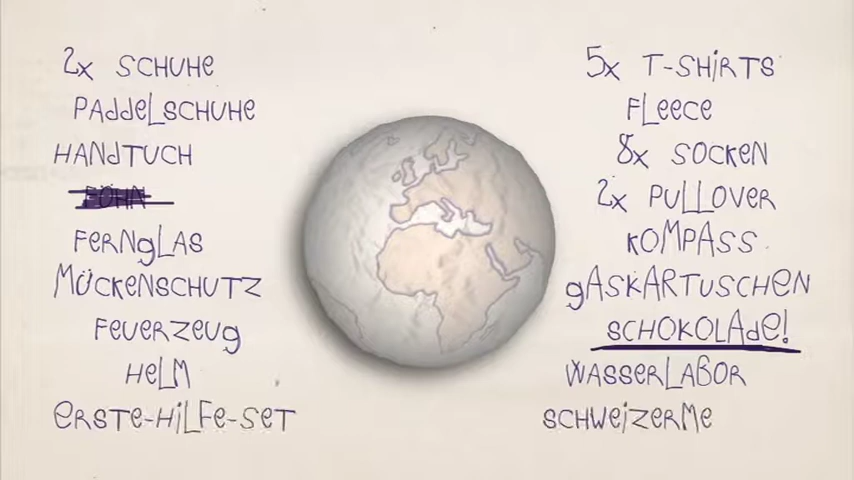 2x SCHUHE
PADDELSCHUHE
HANDTUCH
FÖHN
FERNGLAS
MÜCKENSCHUTZ
FEUERZEUG
HELM
ERSTE-HILFE-SET
5x T-SHIRTS
FLEECE
8x SOCKEN
2x PULLOVER
KOMPASS
GASKARTUSCHEN
SCHOKOLADE!
WASSERLABOR
SCHWEIZERME